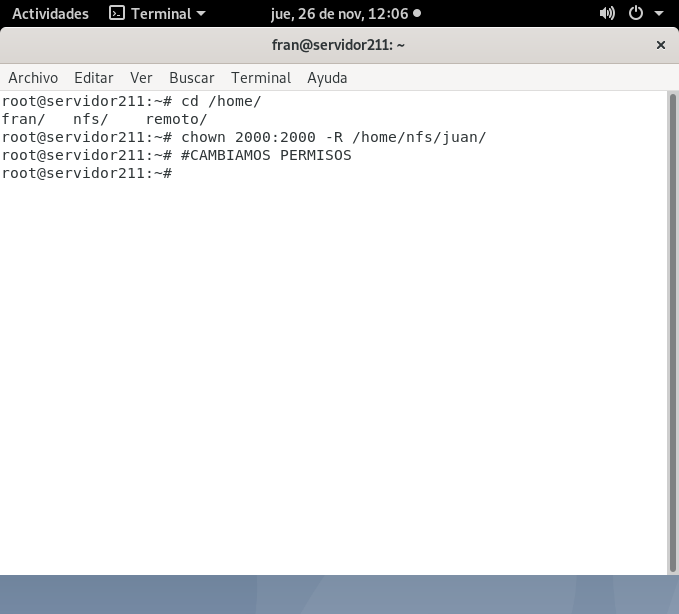 Actividades Terminal jue, 26 de nov, 12:06
fran@servidor211: ~
Archivo Editar Ver Buscar Terminal Ayuda
root@servidor211:~# cd /home/
fran/   nfs/    remoto/
root@servidor211:~# chown 2000:2000 -R /home/nfs/juan/
root@servidor211:~# #CAMBIAMOS PERMISOS
root@servidor211:~#